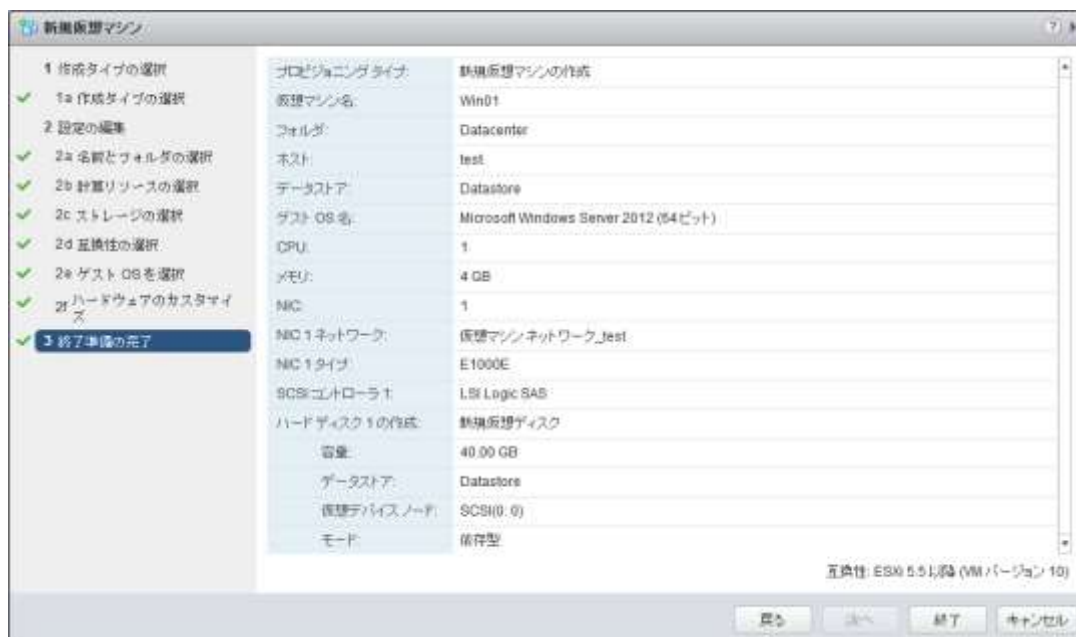 新規仮想マシン
1 作成タイプの選択
1a 作成タイプの選択
2 設定の編集
2a 名前とフォルダの選択
2b 計算リソースの選択
2c ストレージの選択
2d 互換性の選択
2e ゲスト OS を選択
2f ハードウェアのカスタマイズ
3 終了準備の完了
プロビジョニング タイプ: 新規仮想マシンの作成
仮想マシン名: Win01
フォルダ: Datacenter
ホスト: test
データストア: Datastore
ゲスト OS 名: Microsoft Windows Server 2012 (64 ビット)
CPU: 1
メモリ: 4 GB
NIC: 1
NIC 1 ネットワーク: 仮想マシンネットワーク_test
NIC 1 タイプ: E1000E
SCSI コントローラ 1: LSI Logic SAS
ハード ディスク 1 の作成: 新規仮想ディスク
容量: 40.00 GB
データストア: Datastore
仮想デバイス ノード: SCSI(0: 0)
モード: 依存型
互換性: ESXi 5.5 以降 (VM バージョン 10)
戻る 次へ 終了 キャンセル